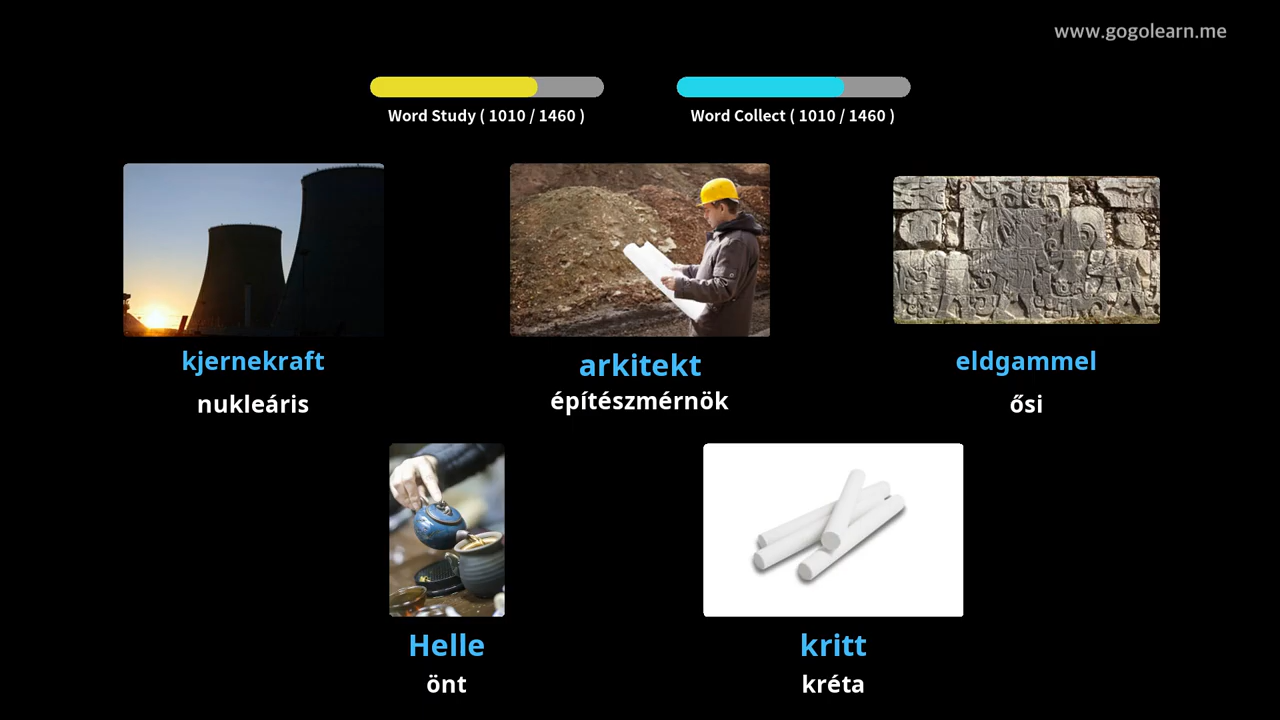 www.gogolearn.me
Word Study ( 1010 / 1460 )
Word Collect ( 1010 / 1460 )
kjernekraft
nukleáris
arkitekt
építészmérnök
eldgammel
ősi
Helle
önt
kritt
kréta